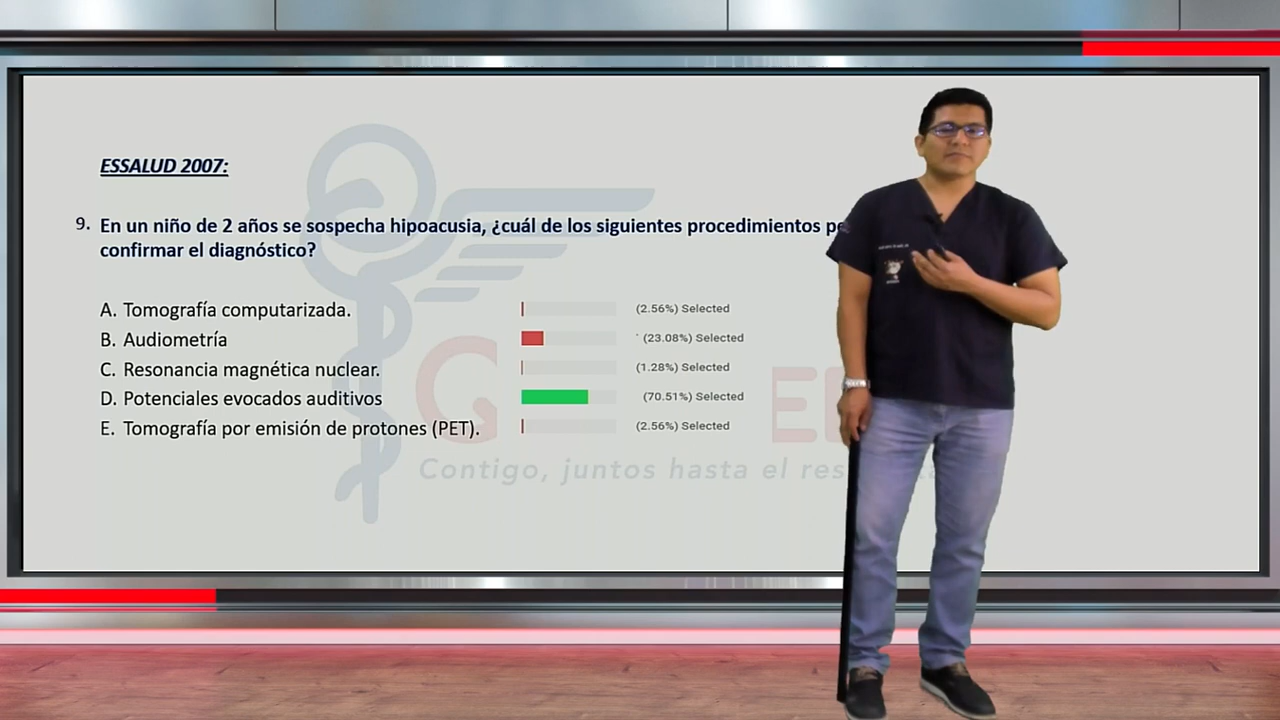 ESSALUD 2007:
9. En un niño de 2 años se sospecha hipoacusia, ¿cuál de los siguientes procedimientos
confirmar el diagnóstico?
A. Tomografía computarizada. (2.56%) Selected
B. Audiometría (23.08%) Selected
C. Resonancia magnética nuclear. (1.28%) Selected
D. Potenciales evocados auditivos (70.51%) Selected
E. Tomografía por emisión de protones (PET). (2.56%) Selected
Contigo, juntos hasta el